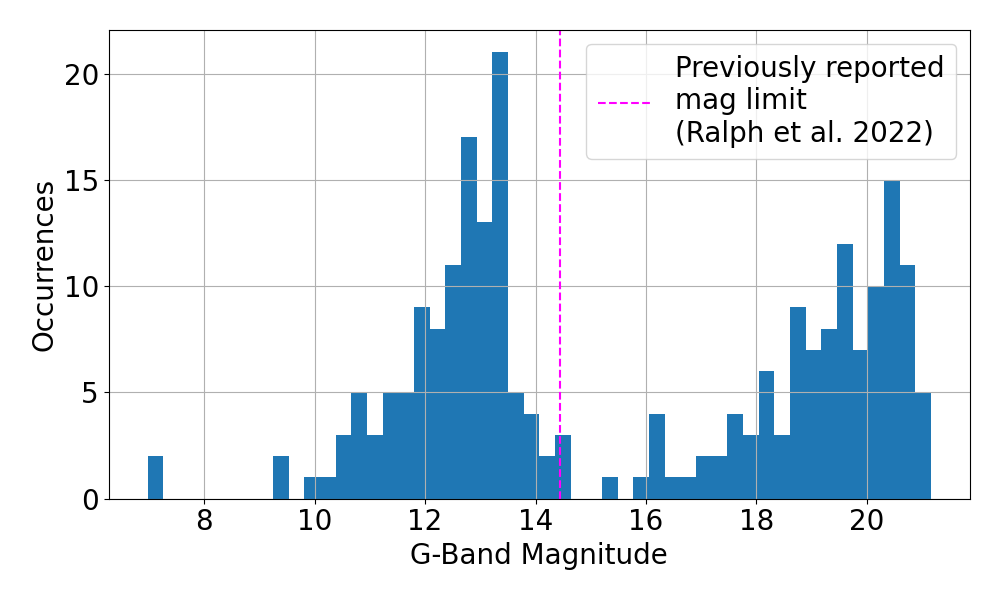 20
15
10
5
0
Occurrences
8
10
12
14
16
18
20
G-Band Magnitude
Previously reported
mag limit
(Ralph et al. 2022)